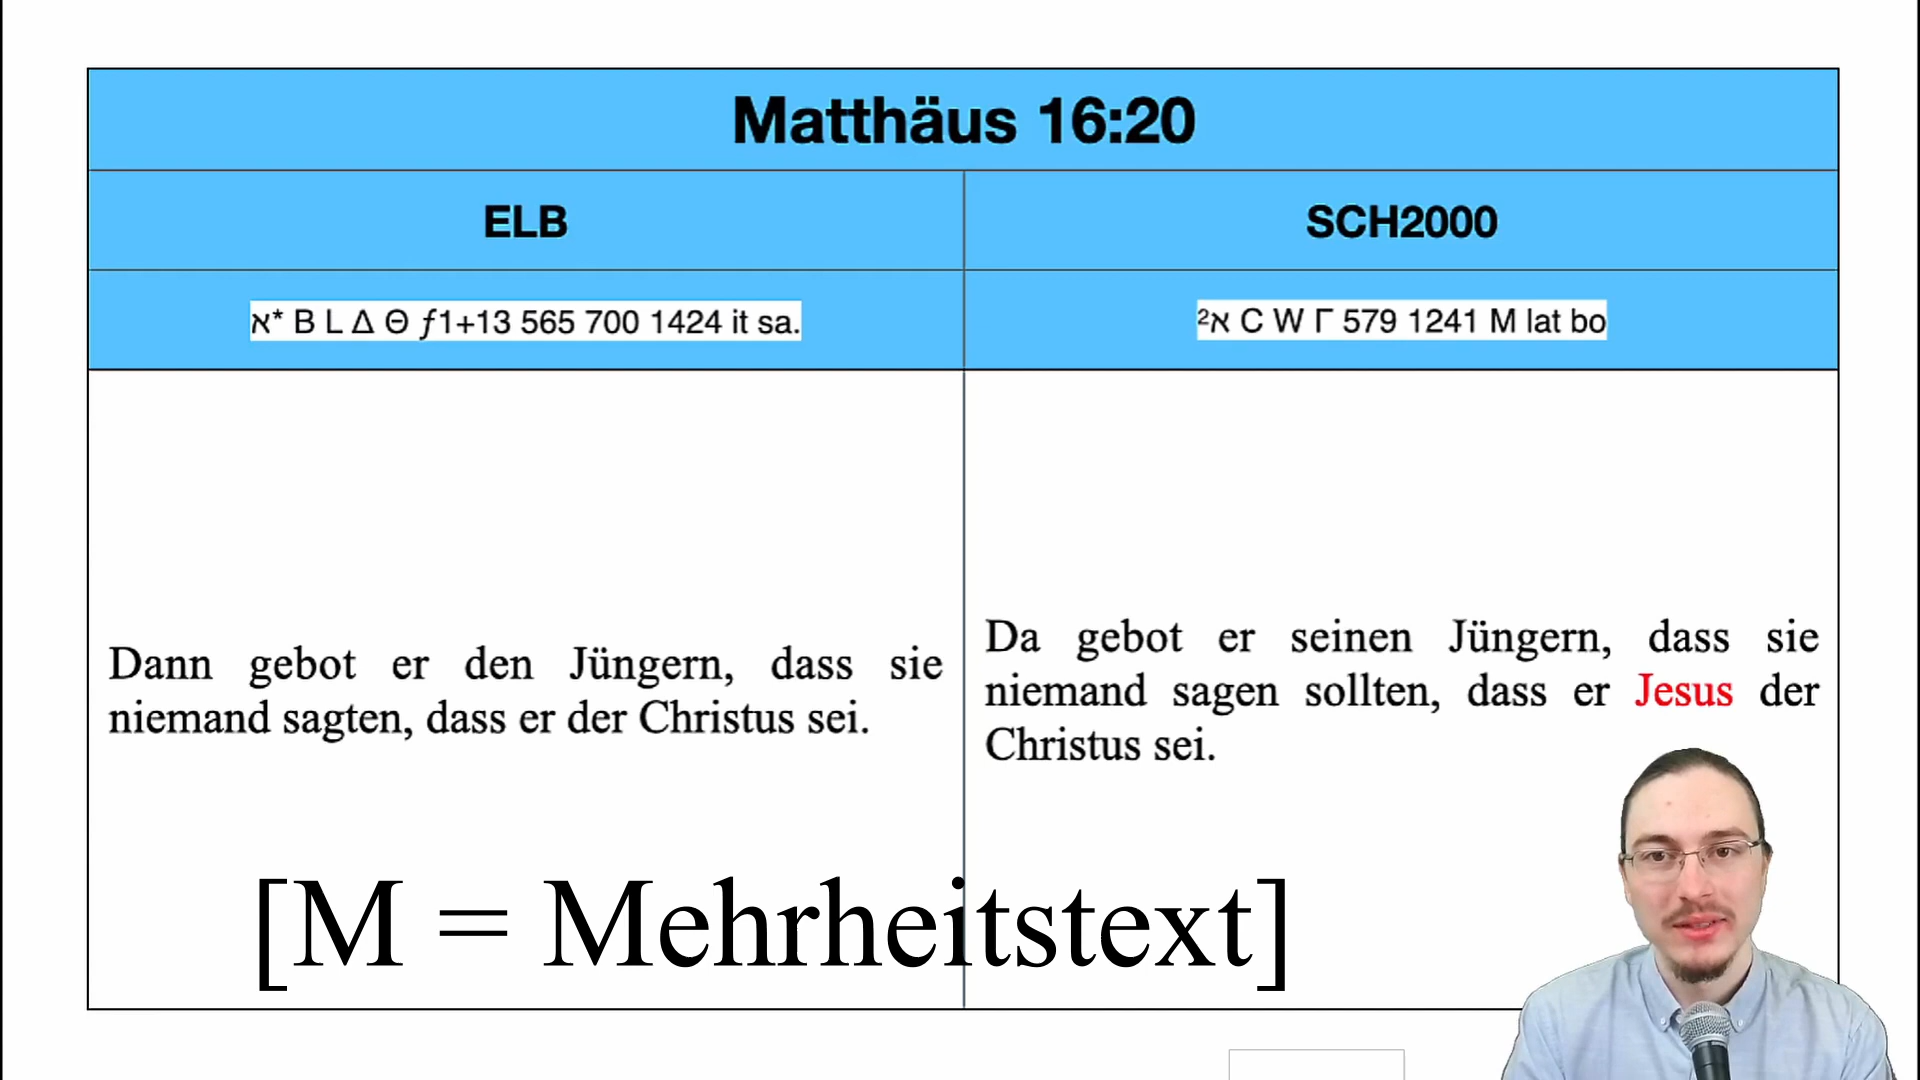 Matthäus 16:20
ELB
SCH2000
א* B L Δ Θ ƒ1+13 565 700 1424 it sa.
²א C W Γ 579 1241 M lat bo
Dann gebot er den Jüngern, dass sie
niemand sagten, dass er der Christus sei.
Da gebot er seinen Jüngern, dass sie
niemand sagen sollten, dass er Jesus der
Christus sei.
[M = Mehrheitstext]